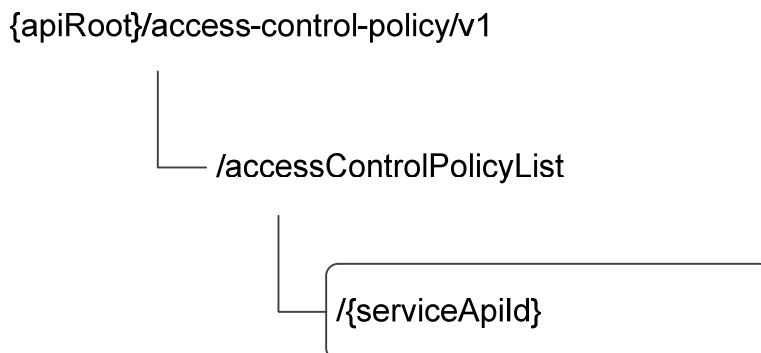 {apiRoot}/access-control-policy/v1
/accessControlPolicyList
/{serviceApiId}